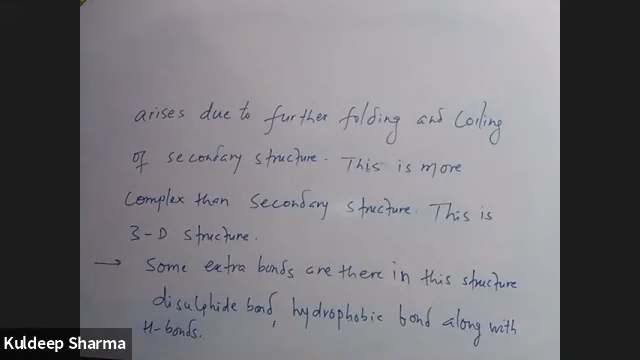 arises due to further folding and coiling
of secondary structure. This is more
complex than secondary structure. This is
3-D structure.
→ Some extra bonds are there in this structure
disulphide bond, hydrophobic bond along with
H-bonds.
Kuldeep Sharma